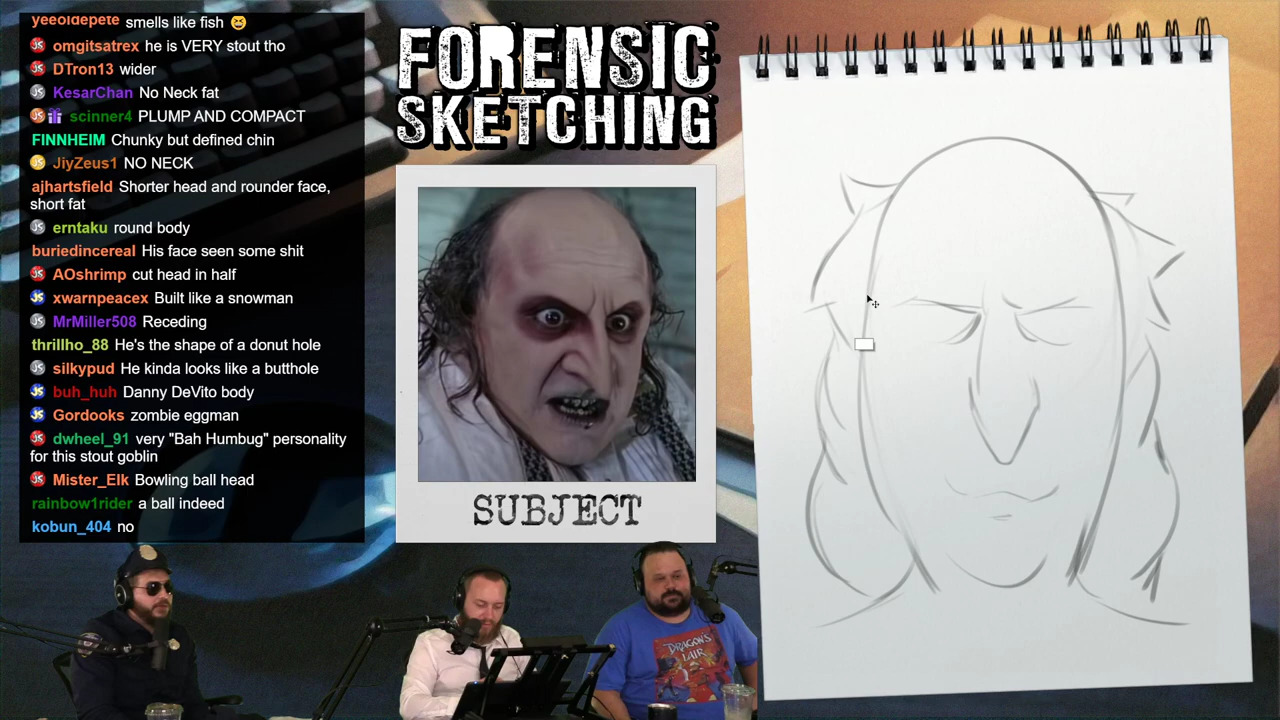 yeeoldepete smells like fish 😆
omgitsatrex he is VERY stout tho
DTron13 wider
KesarChan No Neck fat
scinner4 PLUMP AND COMPACT
FINNHEIM Chunky but defined chin
JiyZeus1 NO NECK
ajhartsfield Shorter head and rounder face,
short fat
erntaku round body
buriedincereal His face seen some shit
AOshrimp cut head in half
xwarnpeacex Built like a snowman
MrMiller508 Receding
thrillho_88 He's the shape of a donut hole
silkypud He kinda looks like a butthole
buh_huh Danny DeVito body
Gordooks zombie eggman
dwheel_91 very "Bah Humbug" personality
for this stout goblin
Mister_Elk Bowling ball head
rainbow1rider a ball indeed
kobun_404 no
FORENSIC
SKETCHING
SUBJECT
DRAGON'S
LAIR